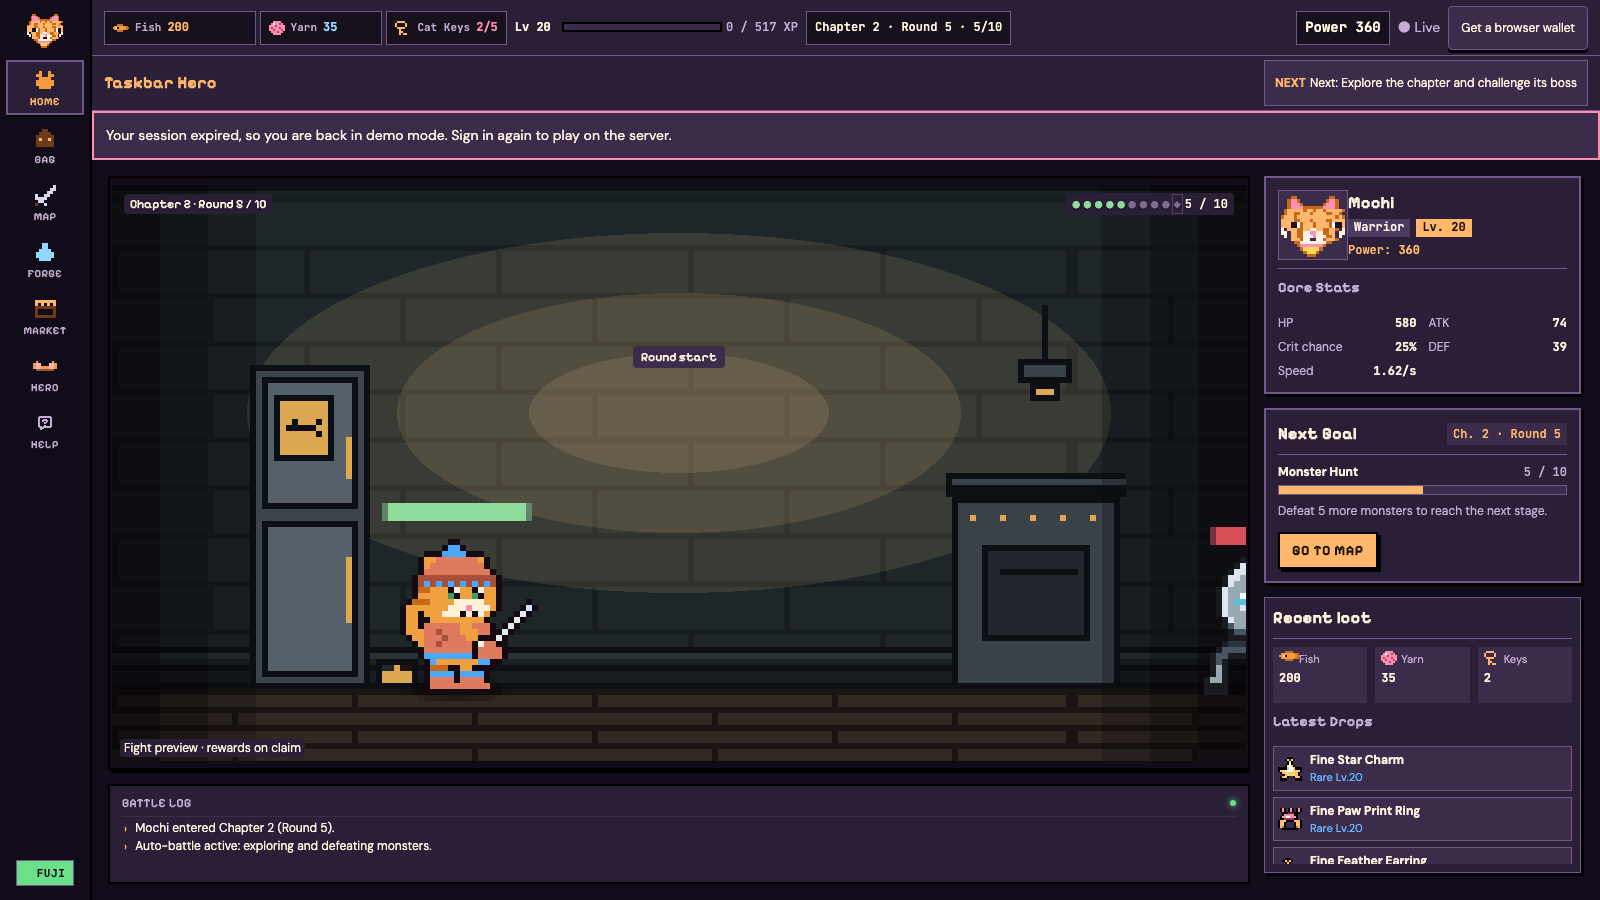 Fish 200
Yarn 35
Cat Keys 2/5
Lv 20
0 / 517 XP
Chapter 2 · Round 5 · 5/10
Power 360
Live
Get a browser wallet
HOME
BAG
MAP
FORGE
MARKET
HERO
HELP
FUJI
Taskbar Hero
NEXT Next: Explore the chapter and challenge its boss
Your session expired, so you are back in demo mode. Sign in again to play on the server.
Chapter 2 · Round 5 / 10
5 / 10
Round start
Fight preview · rewards on claim
BATTLE LOG
› Mochi entered Chapter 2 (Round 5).
› Auto-battle active: exploring and defeating monsters.
Mochi
Warrior Lv. 20
Power: 360
Core Stats
HP 580 ATK 74
Crit chance 25% DEF 39
Speed 1.62/s
Next Goal
Ch. 2 · Round 5
Monster Hunt 5 / 10
Defeat 5 more monsters to reach the next stage.
GO TO MAP
Recent loot
Fish
200
Yarn
35
Keys
2
Latest Drops
Fine Star Charm
Rare Lv.20
Fine Paw Print Ring
Rare Lv.20
Fine Feather Earring